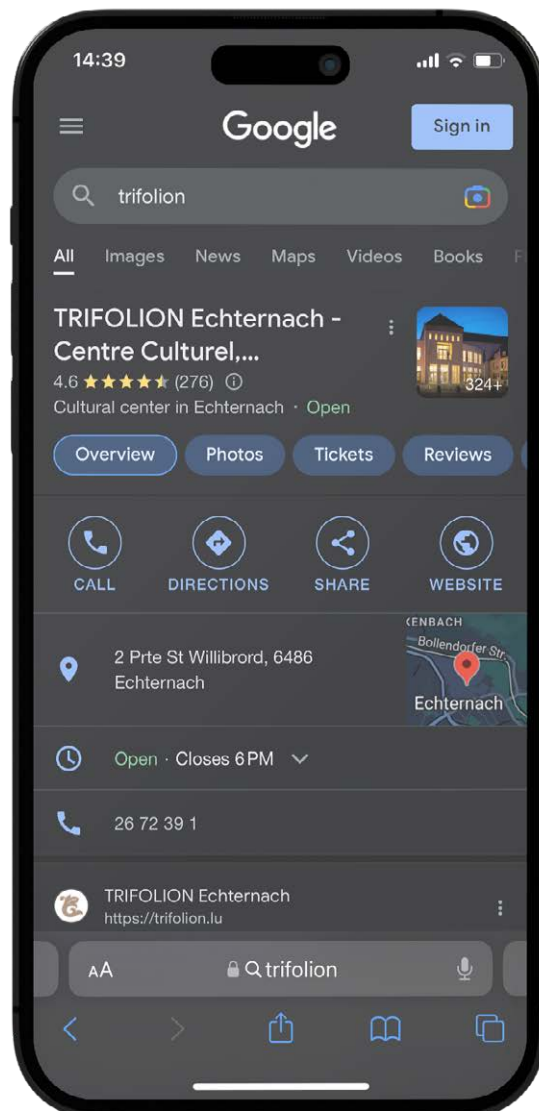 14:39
Google
Sign in
trifolion
All Images News Maps Videos Books
TRIFOLION Echternach -
Centre Culturel,...
324+
4.6 (276)
Cultural center in Echternach · Open
Overview Photos Tickets Reviews
CALL DIRECTIONS SHARE WEBSITE
2 Prte St Willibrord, 6486
Echternach
KENBACH
Bollendorfer Str.
Echternach
Open · Closes 6 PM
26 72 39 1
TRIFOLION Echternach
https://trifolion.lu
AA trifolion